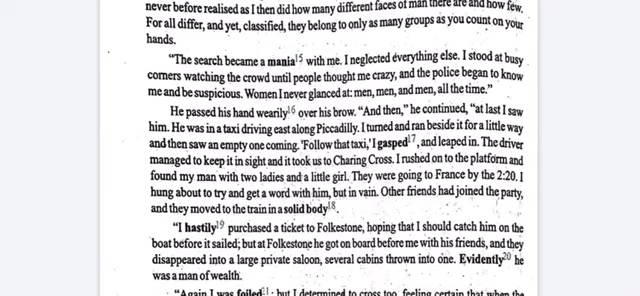 never before realised as I then did how many different faces of man there are and how few.
For all differ, and yet, classified, they belong to only as many groups as you count on your
hands.
"The search became a mania15 with me. I neglected everything else. I stood at busy
corners watching the crowd until people thought me crazy, and the police began to know
me and be suspicious. Women I never glanced at: men, men, and men, all the time."
He passed his hand wearily16 over his brow. "And then," he continued, "at last I saw
him. He was in a taxi driving east along Piccadilly. I turned and ran beside it for a little way
and then saw an empty one coming. 'Follow that taxi,' I gasped17, and leaped in. The driver
managed to keep it in sight and it took us to Charing Cross. I rushed on to the platform and
found my man with two ladies and a little girl. They were going to France by the 2:20. I
hung about to try and get a word with him, but in vain. Other friends had joined the party,
and they moved to the train in a solid body18.
"I hastily19 purchased a ticket to Folkestone, hoping that I should catch him on the
boat before it sailed; but at Folkestone he got on board before me with his friends, and they
disappeared into a large private saloon, several cabins thrown into one. Evidently20 he
was a man of wealth.
"Again I was foiled21; but I determined to cross too, feeling certain that when the